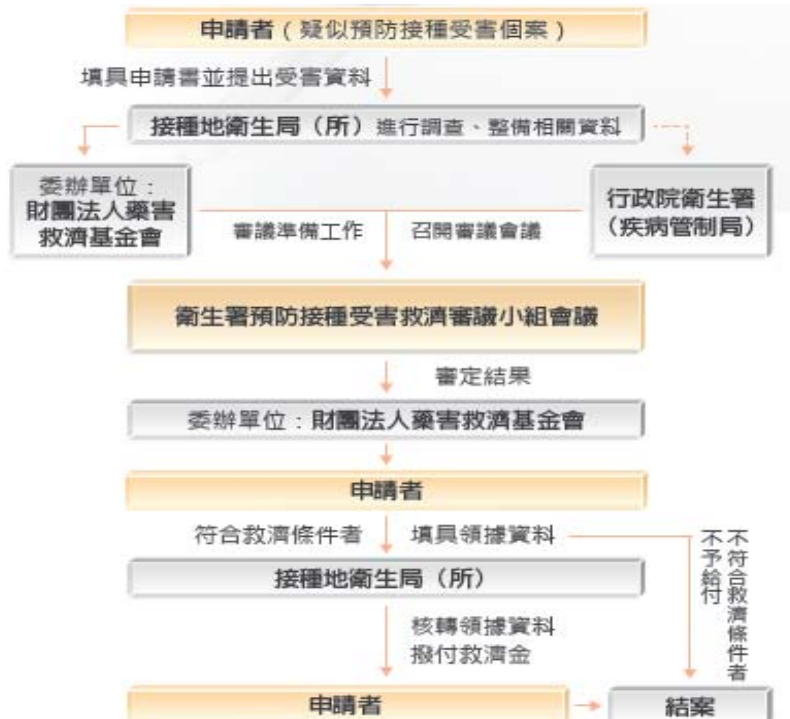 申請者（疑似預防接種受害個案）
填具申請書並提出受害資料
接種地衛生局（所）進行調查、整備相關資料
委辦單位：
財團法人藥害
救濟基金會
行政院衛生署
（疾病管制局）
審議準備工作
召開審議會議
衛生署預防接種受害救濟審議小組會議
審定結果
委辦單位：財團法人藥害救濟基金會
申請者
符合救濟條件者
填具領據資料
不符合救濟條件者
不予給付
接種地衛生局（所）
核轉領據資料
撥付救濟金
申請者
結案